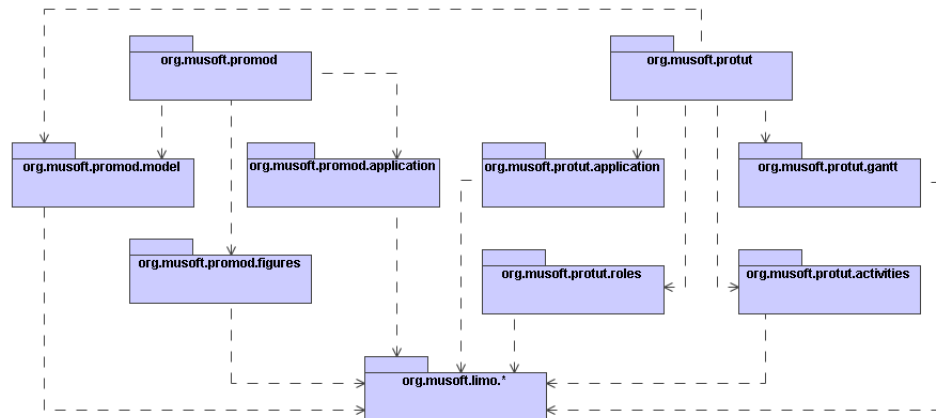 org.musoft.promod
org.musoft.protut
org.musoft.promod.model
org.musoft.promod.application
org.musoft.protut.application
org.musoft.protut.gantt
org.musoft.promod.figures
org.musoft.protut.roles
org.musoft.protut.activities
org.musoft.limo.*